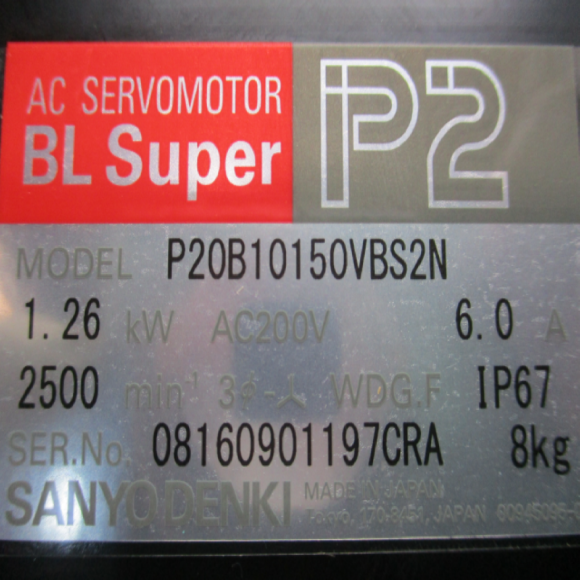 AC SERVOMOTOR
BL Super P2
MODEL P20B10150VBS2N
1.26 kW AC200V 6.0 A
2500 min⁻¹ 3φ-人 WDG.F IP67
SER.No. 08160901197CRA 8kg
SANYO DENKI MADE IN JAPAN
JAPAN